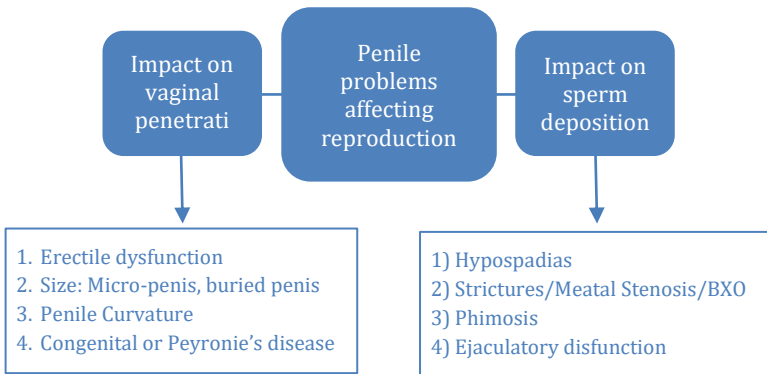 Impact on
vaginal
penetrati
Penile
problems
affecting
reproduction
Impact on
sperm
deposition
1. Erectile dysfunction
2. Size: Micro-penis, buried penis
3. Penile Curvature
4. Congenital or Peyronie’s disease
1) Hypospadias
2) Strictures/Meatal Stenosis/BXO
3) Phimosis
4) Ejaculatory disfunction